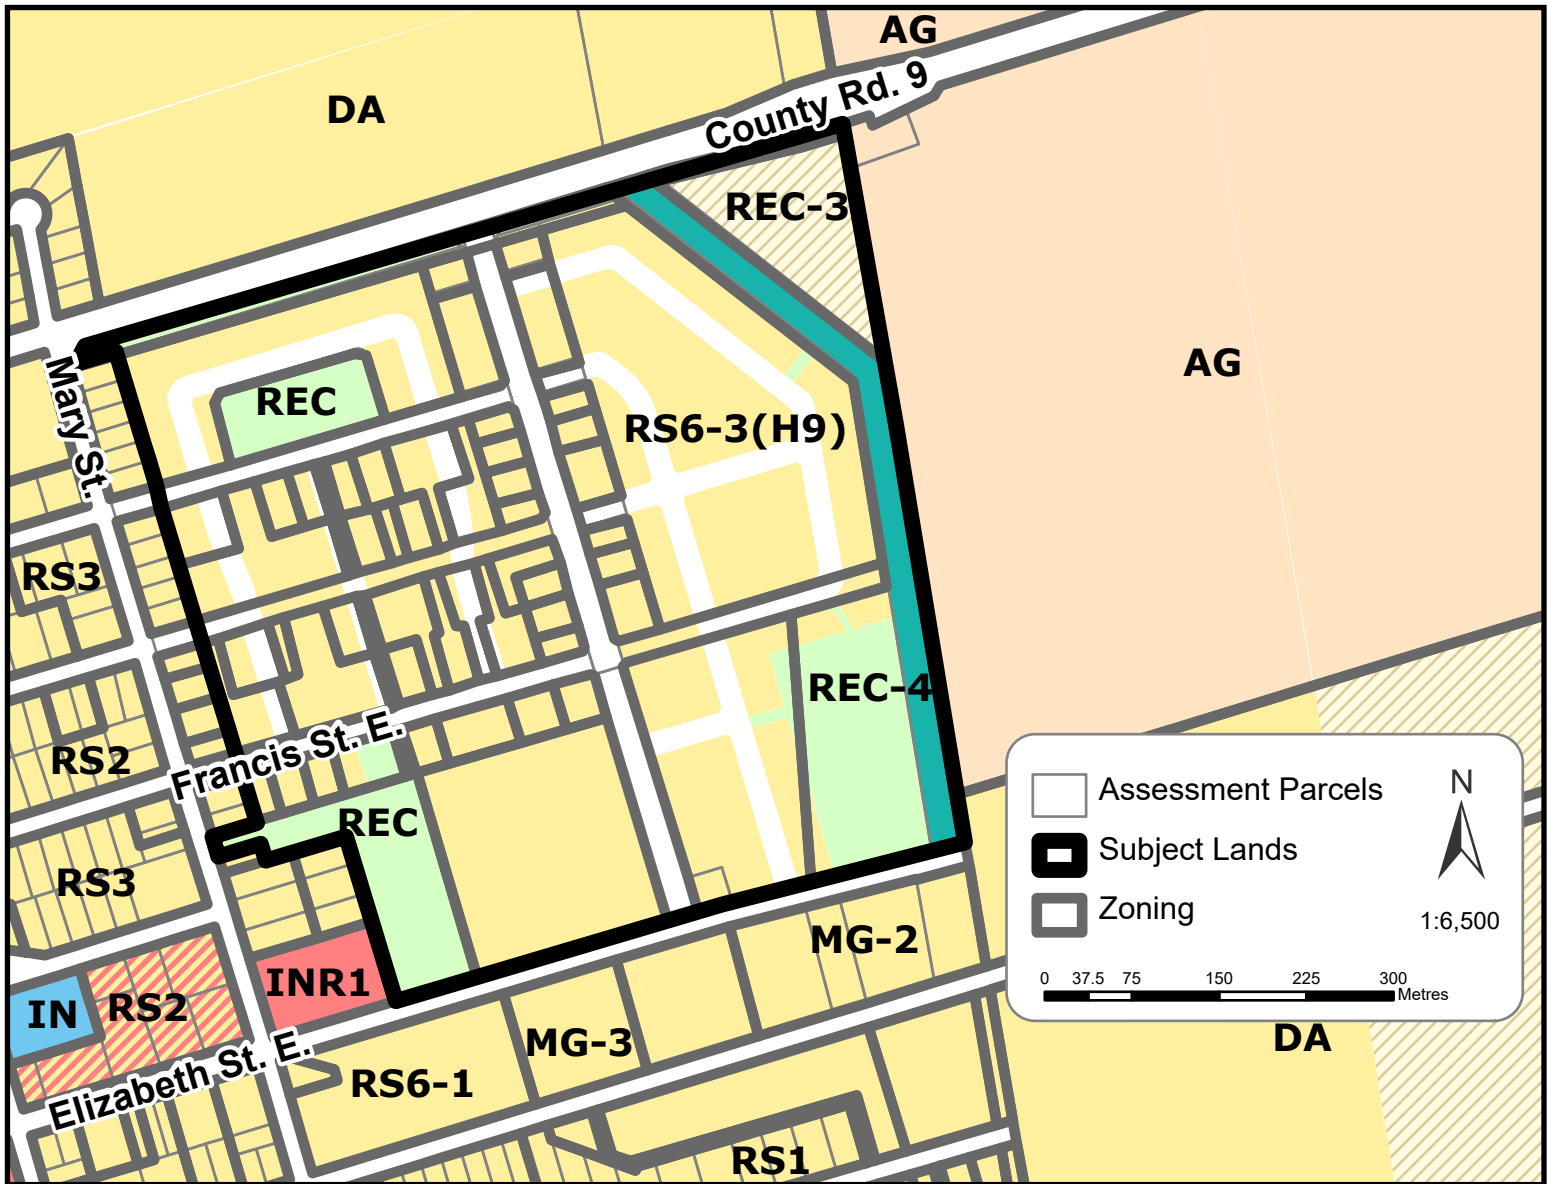 AG
County Rd. 9
DA
REC-3
AG
Mary St.
REC
RS6-3(H9)
RS3
REC-4
RS2
Francis St. E.
REC
RS3
Assessment Parcels
Subject Lands
Zoning
N
1:6,500
0 37.5 75 150 225 300
Metres
MG-2
INR1
IN
RS2
MG-3
DA
Elizabeth St. E.
RS6-1
RS1